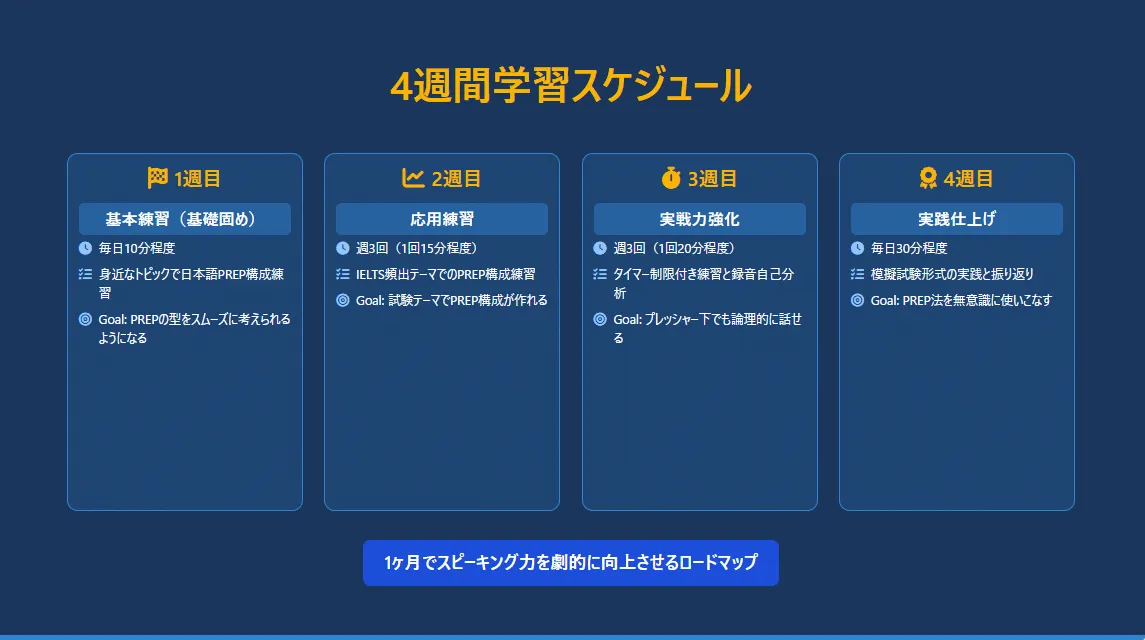 4週間学習スケジュール
1週目
基本練習（基礎固め）
毎日10分程度
身近なトピックで日本語PREP構成練
習
Goal: PREPの型をスムーズに考えられる
ようになる
2週目
応用練習
週3回（1回15分程度）
IELTS頻出テーマでのPREP構成練習
Goal: 試験テーマでPREP構成が作れる
3週目
実戦力強化
週3回（1回20分程度）
タイマー制限付き練習と録音自己分
析
Goal: プレッシャー下でも論理的に話せ
る
4週目
実践仕上げ
毎日30分程度
模擬試験形式の実践と振り返り
Goal: PREP法を無意識に使いこなす
1ヶ月でスピーキング力を劇的に向上させるロードマップ